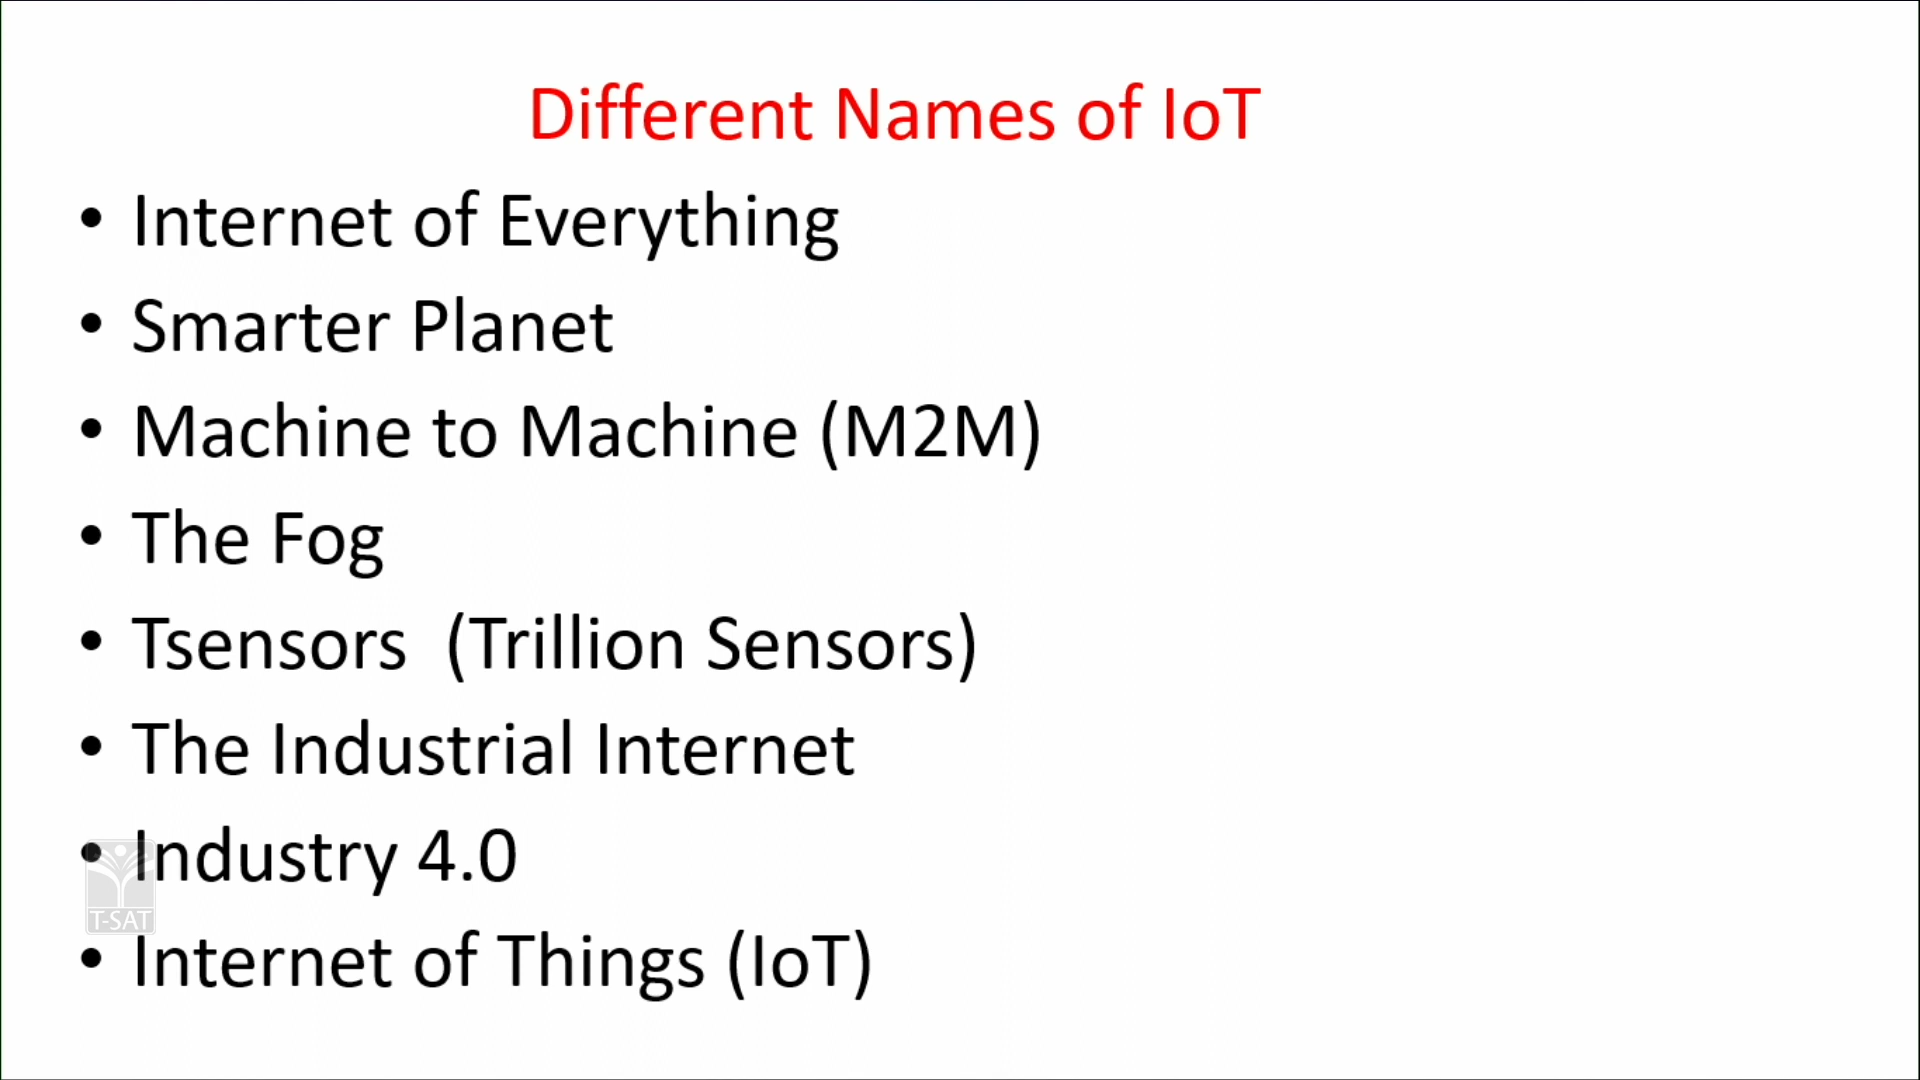 Different Names of IoT
• Internet of Everything
• Smarter Planet
• Machine to Machine (M2M)
• The Fog
• Tsensors  (Trillion Sensors)
• The Industrial Internet
• Industry 4.0
T-SAT
• Internet of Things (IoT)